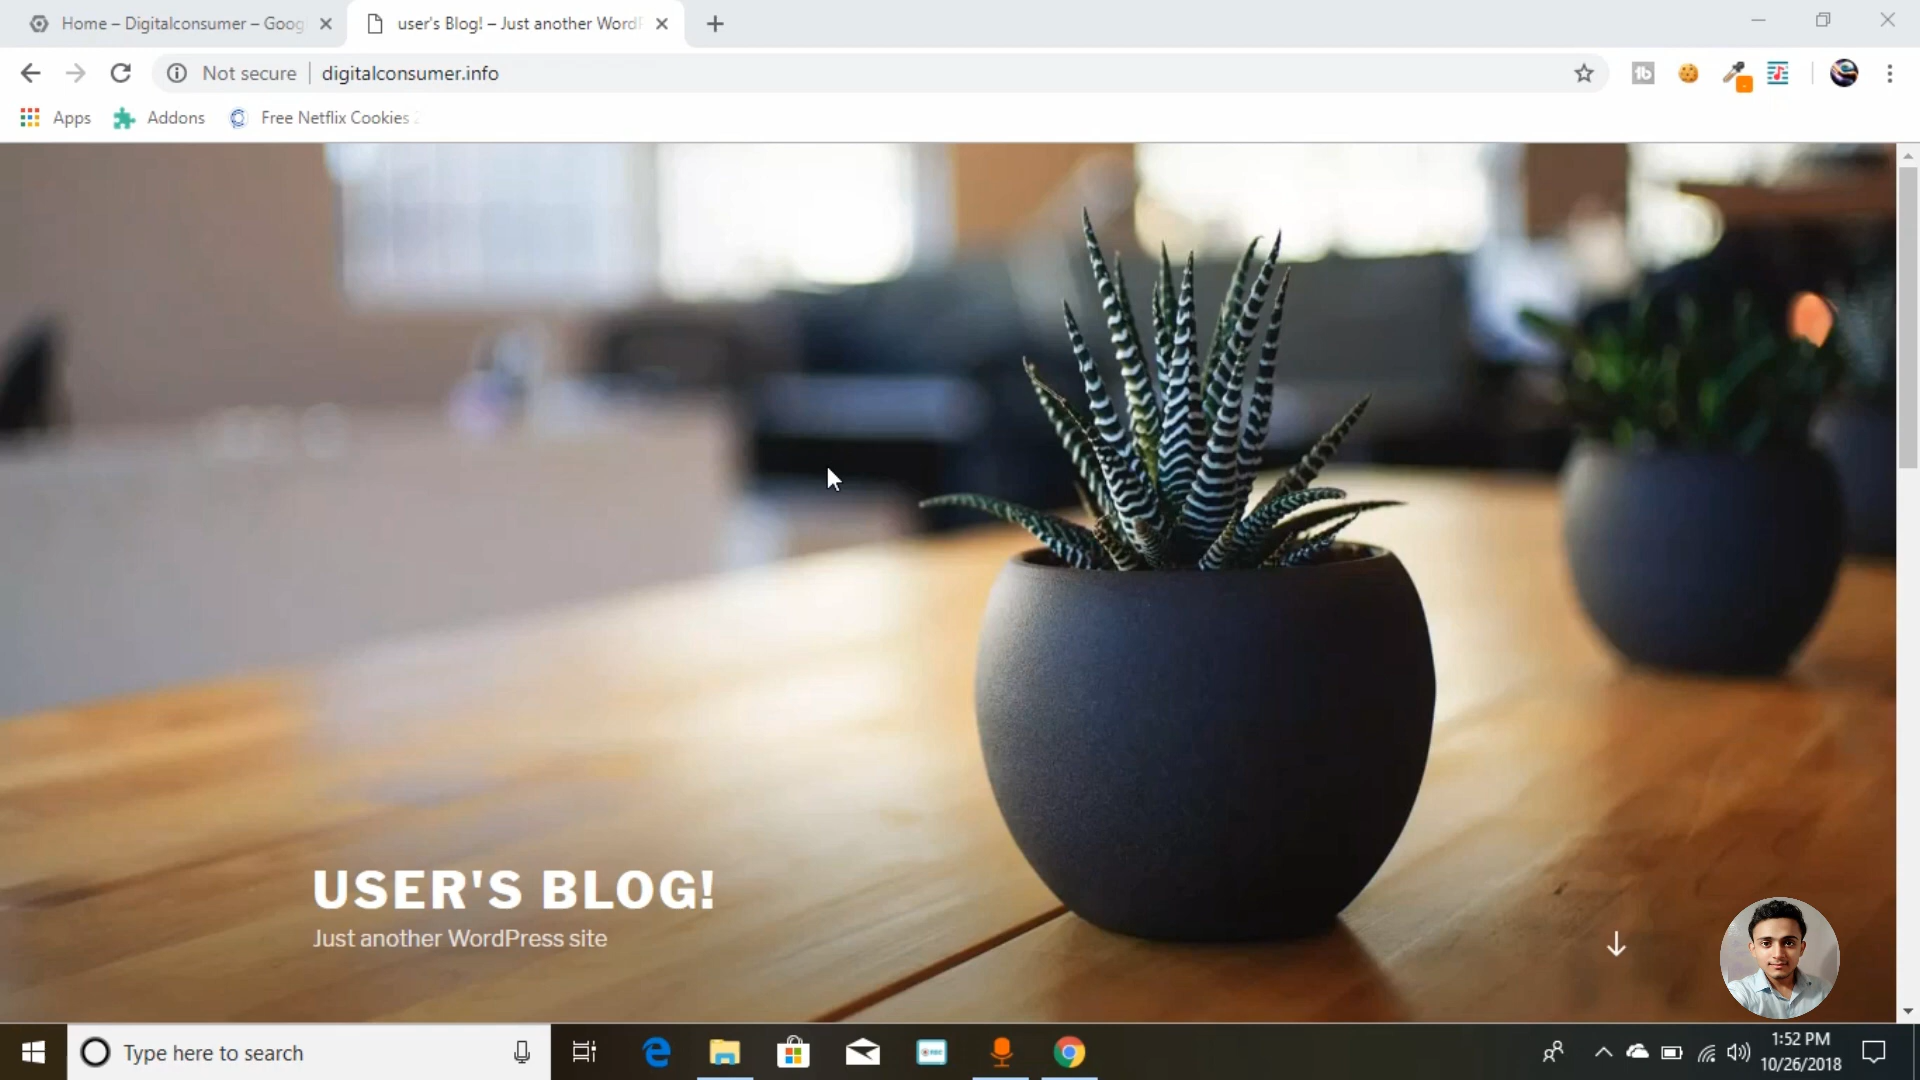 Home – Digitalconsumer – Goog
user's Blog! – Just another Word
Not secure
digitalconsumer.info
Apps
Addons
Free Netflix Cookies
USER'S BLOG!
Just another WordPress site
Type here to search
1:52 PM
10/26/2018